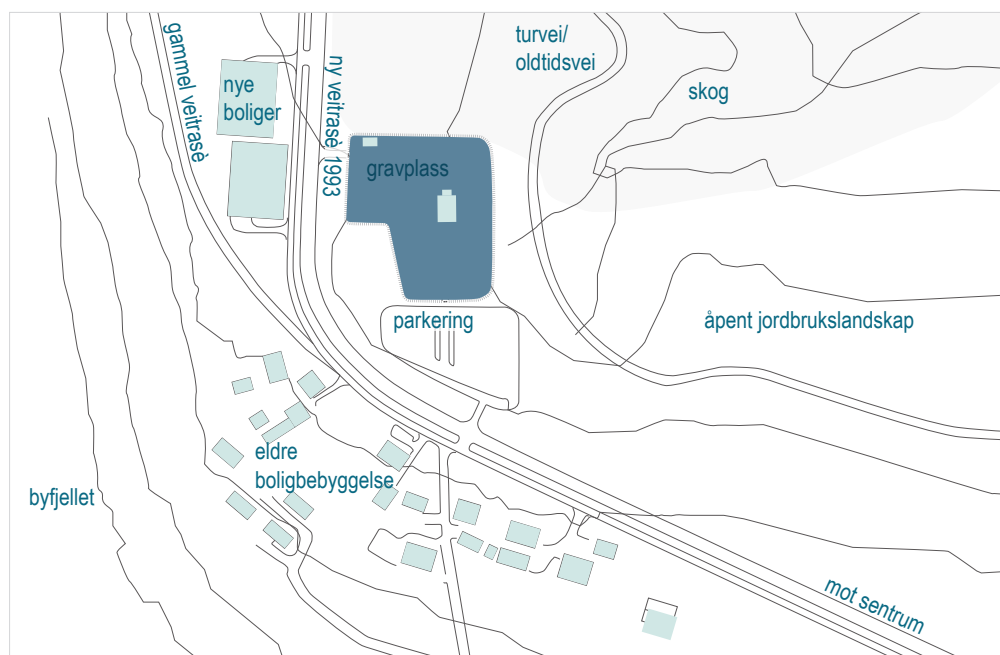 gammel veitrasè
nye
boliger
ny veitrasè 1993
turvei/
oldtidsvei
skog
gravplass
parkering
åpent jordbrukslandskap
eldre
boligbebyggelse
byfjellet
mot sentrum